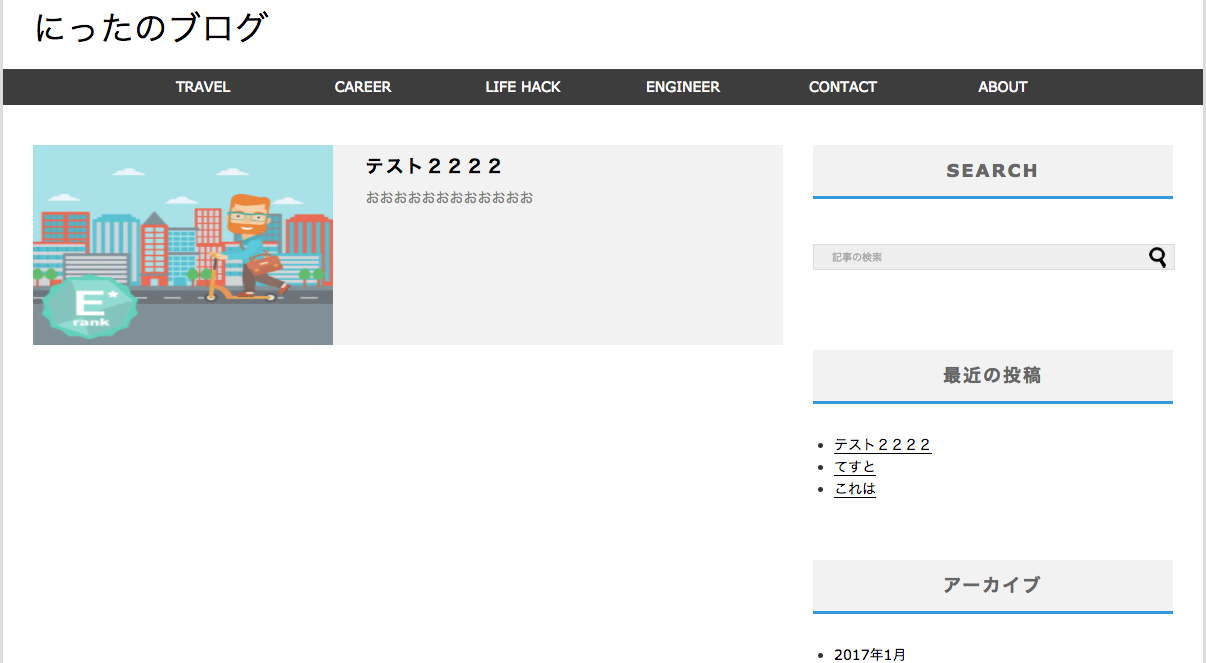 にったのブログ
TRAVEL CAREER LIFE HACK ENGINEER CONTACT ABOUT
テスト２２２２
おおおおおおおおおおおお
E
rank
SEARCH
記事の検索
最近の投稿
テスト２２２２
てすと
これは
アーカイブ
2017年1月